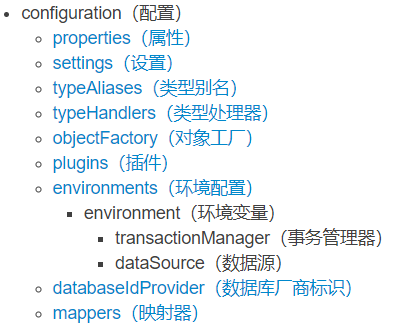 configuration（配置）
properties（属性）
settings（设置）
typeAliases（类型别名）
typeHandlers（类型处理器）
objectFactory（对象工厂）
plugins（插件）
environments（环境配置）
environment（环境变量）
transactionManager（事务管理器）
dataSource（数据源）
databaseIdProvider（数据库厂商标识）
mappers（映射器）